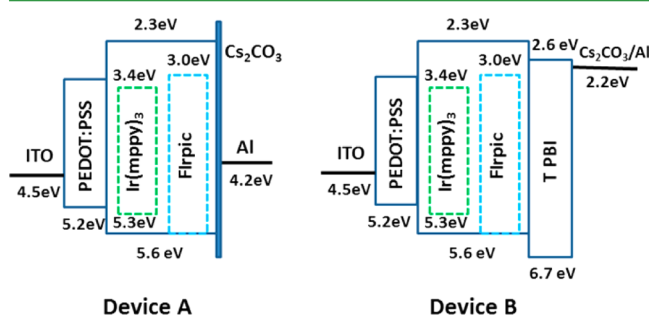 2.3eV
Cs2CO3
3.0eV
3.4eV
PEDOT:PSS
Ir(mppy)3
FIrpic
ITO
Al
4.5eV
4.2eV
5.2eV
5.3eV
5.6 eV
Device A
2.3eV
2.6 eV
Cs2CO3/Al
3.0eV
3.4eV
2.2eV
PEDOT:PSS
Ir(mppy)3
FIrpic
T PBI
ITO
4.5eV
5.2eV
5.3eV
5.6 eV
6.7 eV
Device B